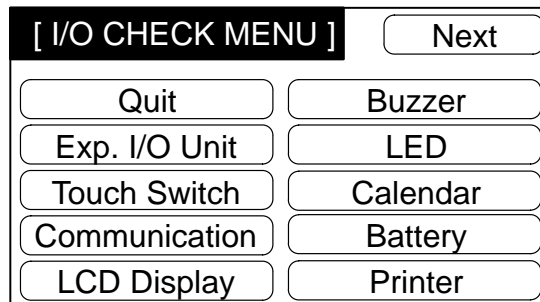 [ I/O CHECK MENU ] Next
Quit Buzzer
Exp. I/O Unit LED
Touch Switch Calendar
Communication Battery
LCD Display Printer